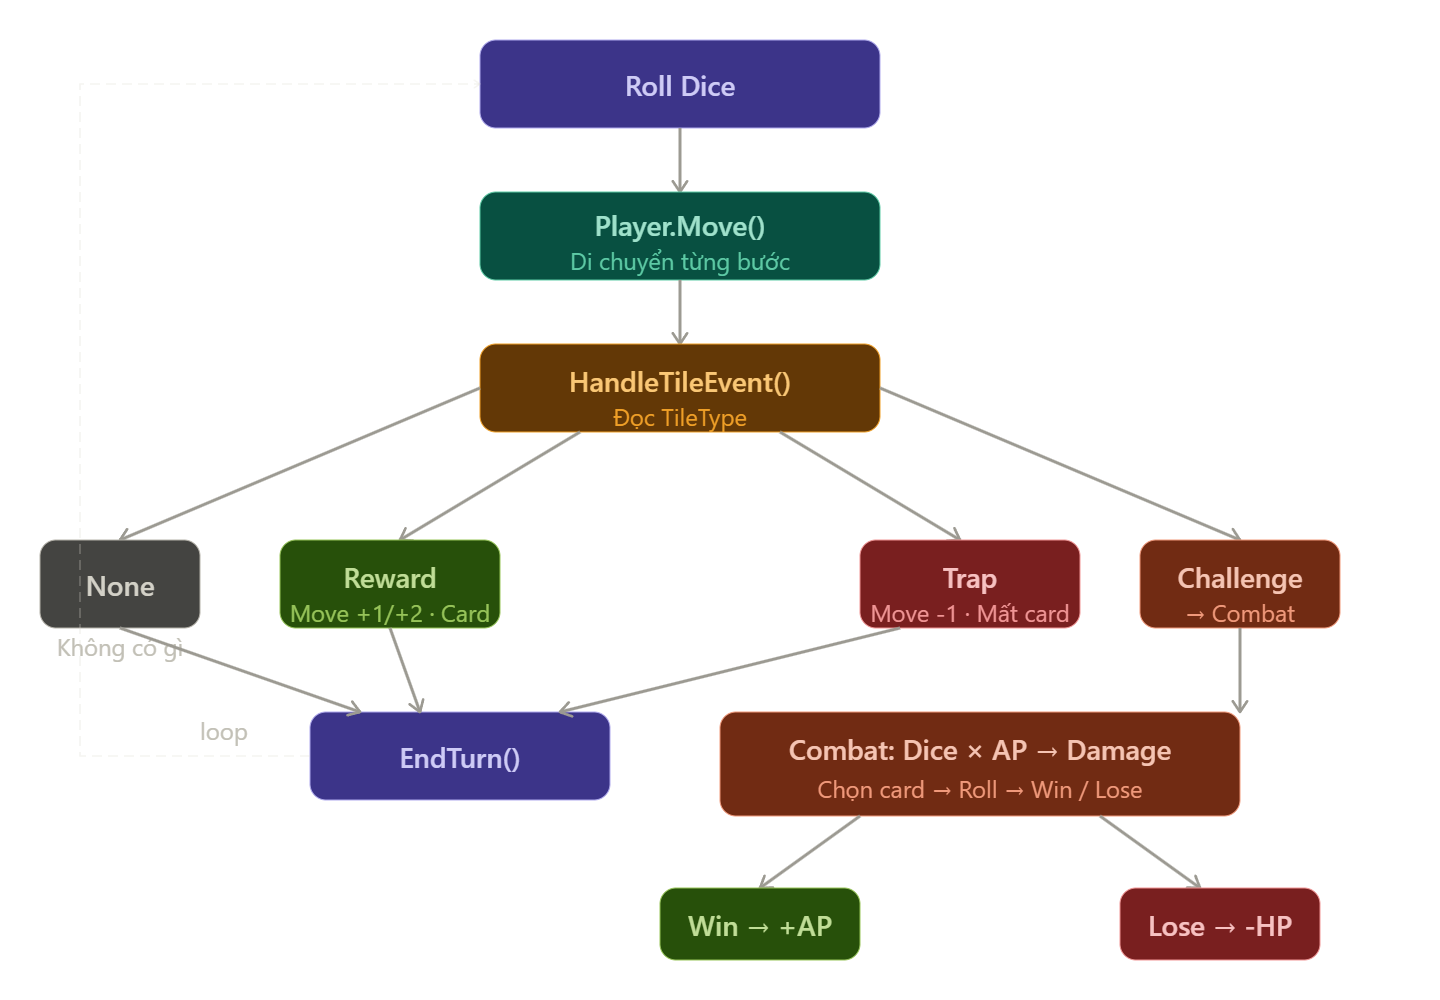 Roll Dice
Player.Move()
Di chuyển từng bước
HandleTileEvent()
Đọc TileType
None
Không có gì
Reward
Move +1/+2 · Card
Trap
Move -1 · Mất card
Challenge
→ Combat
loop
EndTurn()
Combat: Dice × AP → Damage
Chọn card → Roll → Win / Lose
Win → +AP
Lose → -HP